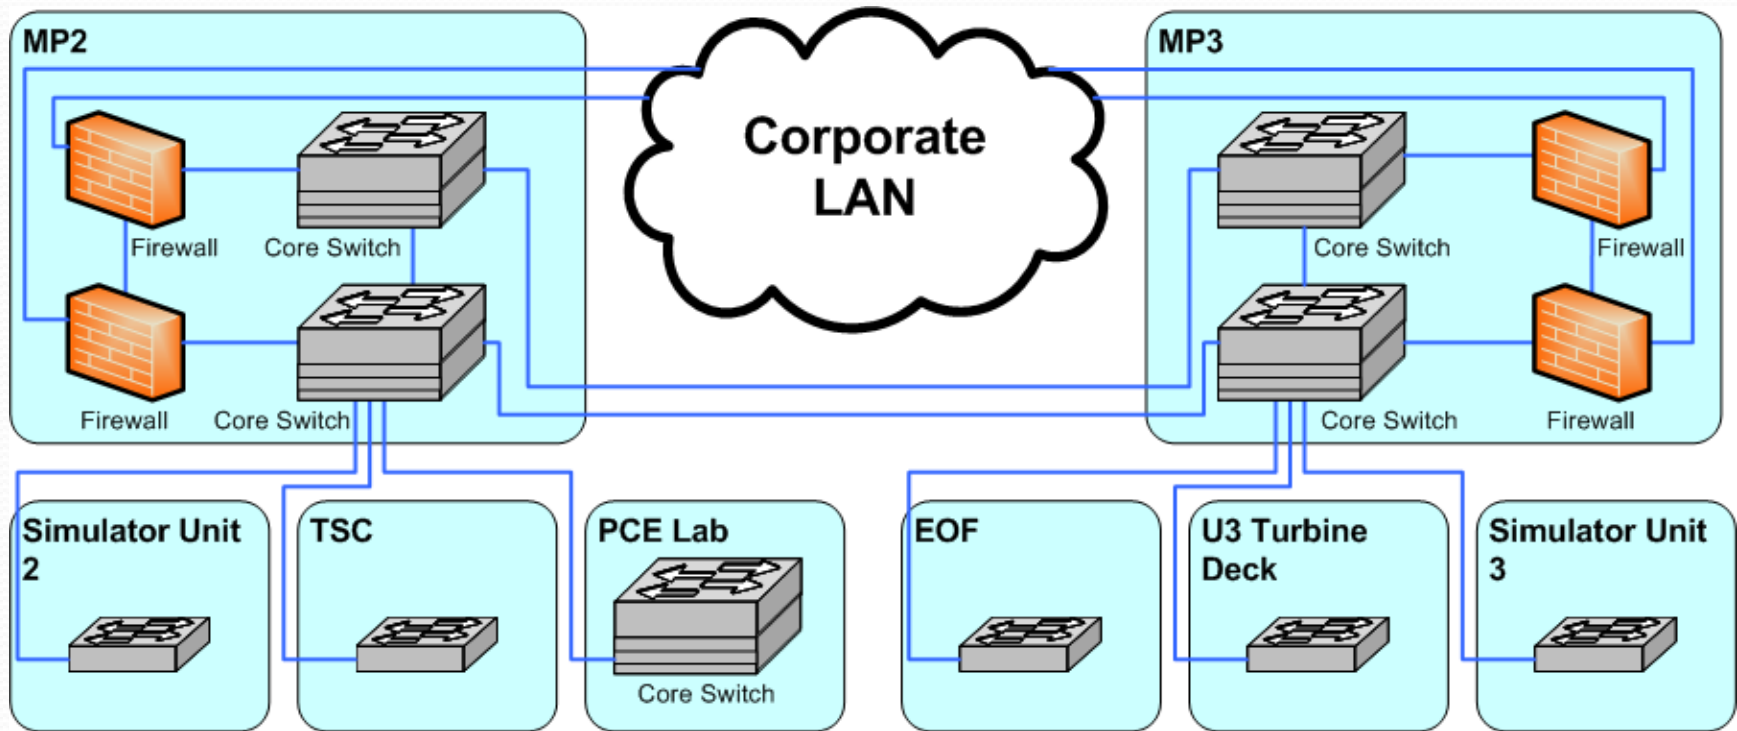 MP2
MP3
Corporate
LAN
Firewall
Core Switch
Core Switch
Firewall
Firewall
Core Switch
Core Switch
Firewall
Simulator Unit
2
TSC
PCE Lab
Core Switch
EOF
U3 Turbine
Deck
Simulator Unit
3